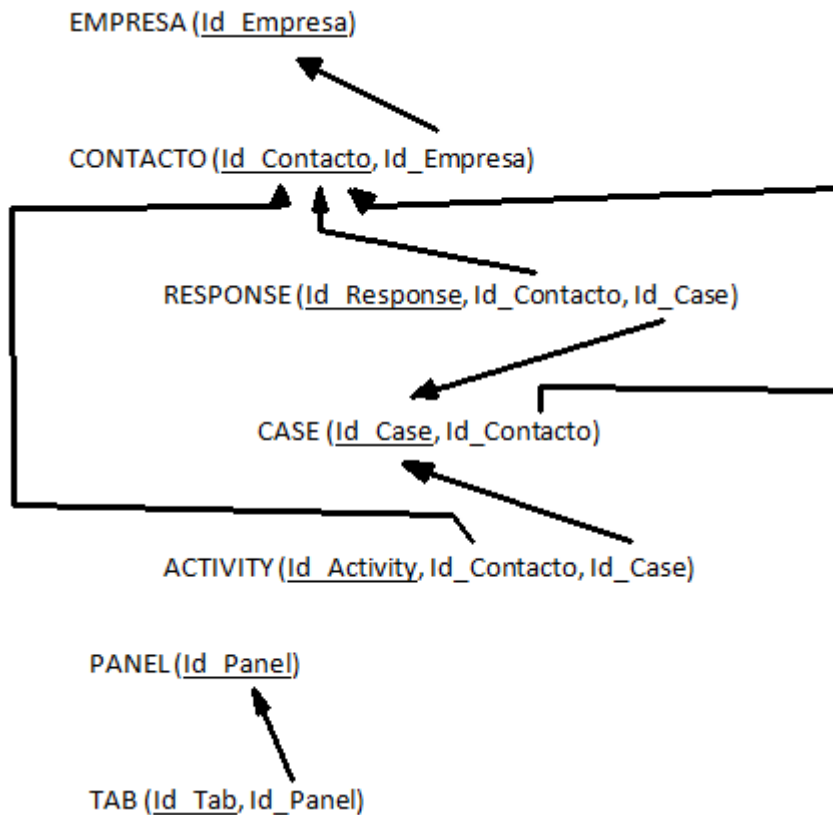 EMPRESA (Id_Empresa)
CONTACTO (Id_Contacto, Id_Empresa)
RESPONSE (Id_Response, Id_Contacto, Id_Case)
CASE (Id_Case, Id_Contacto)
ACTIVITY (Id_Activity, Id_Contacto, Id_Case)
PANEL (Id_Panel)
TAB (Id_Tab, Id_Panel)